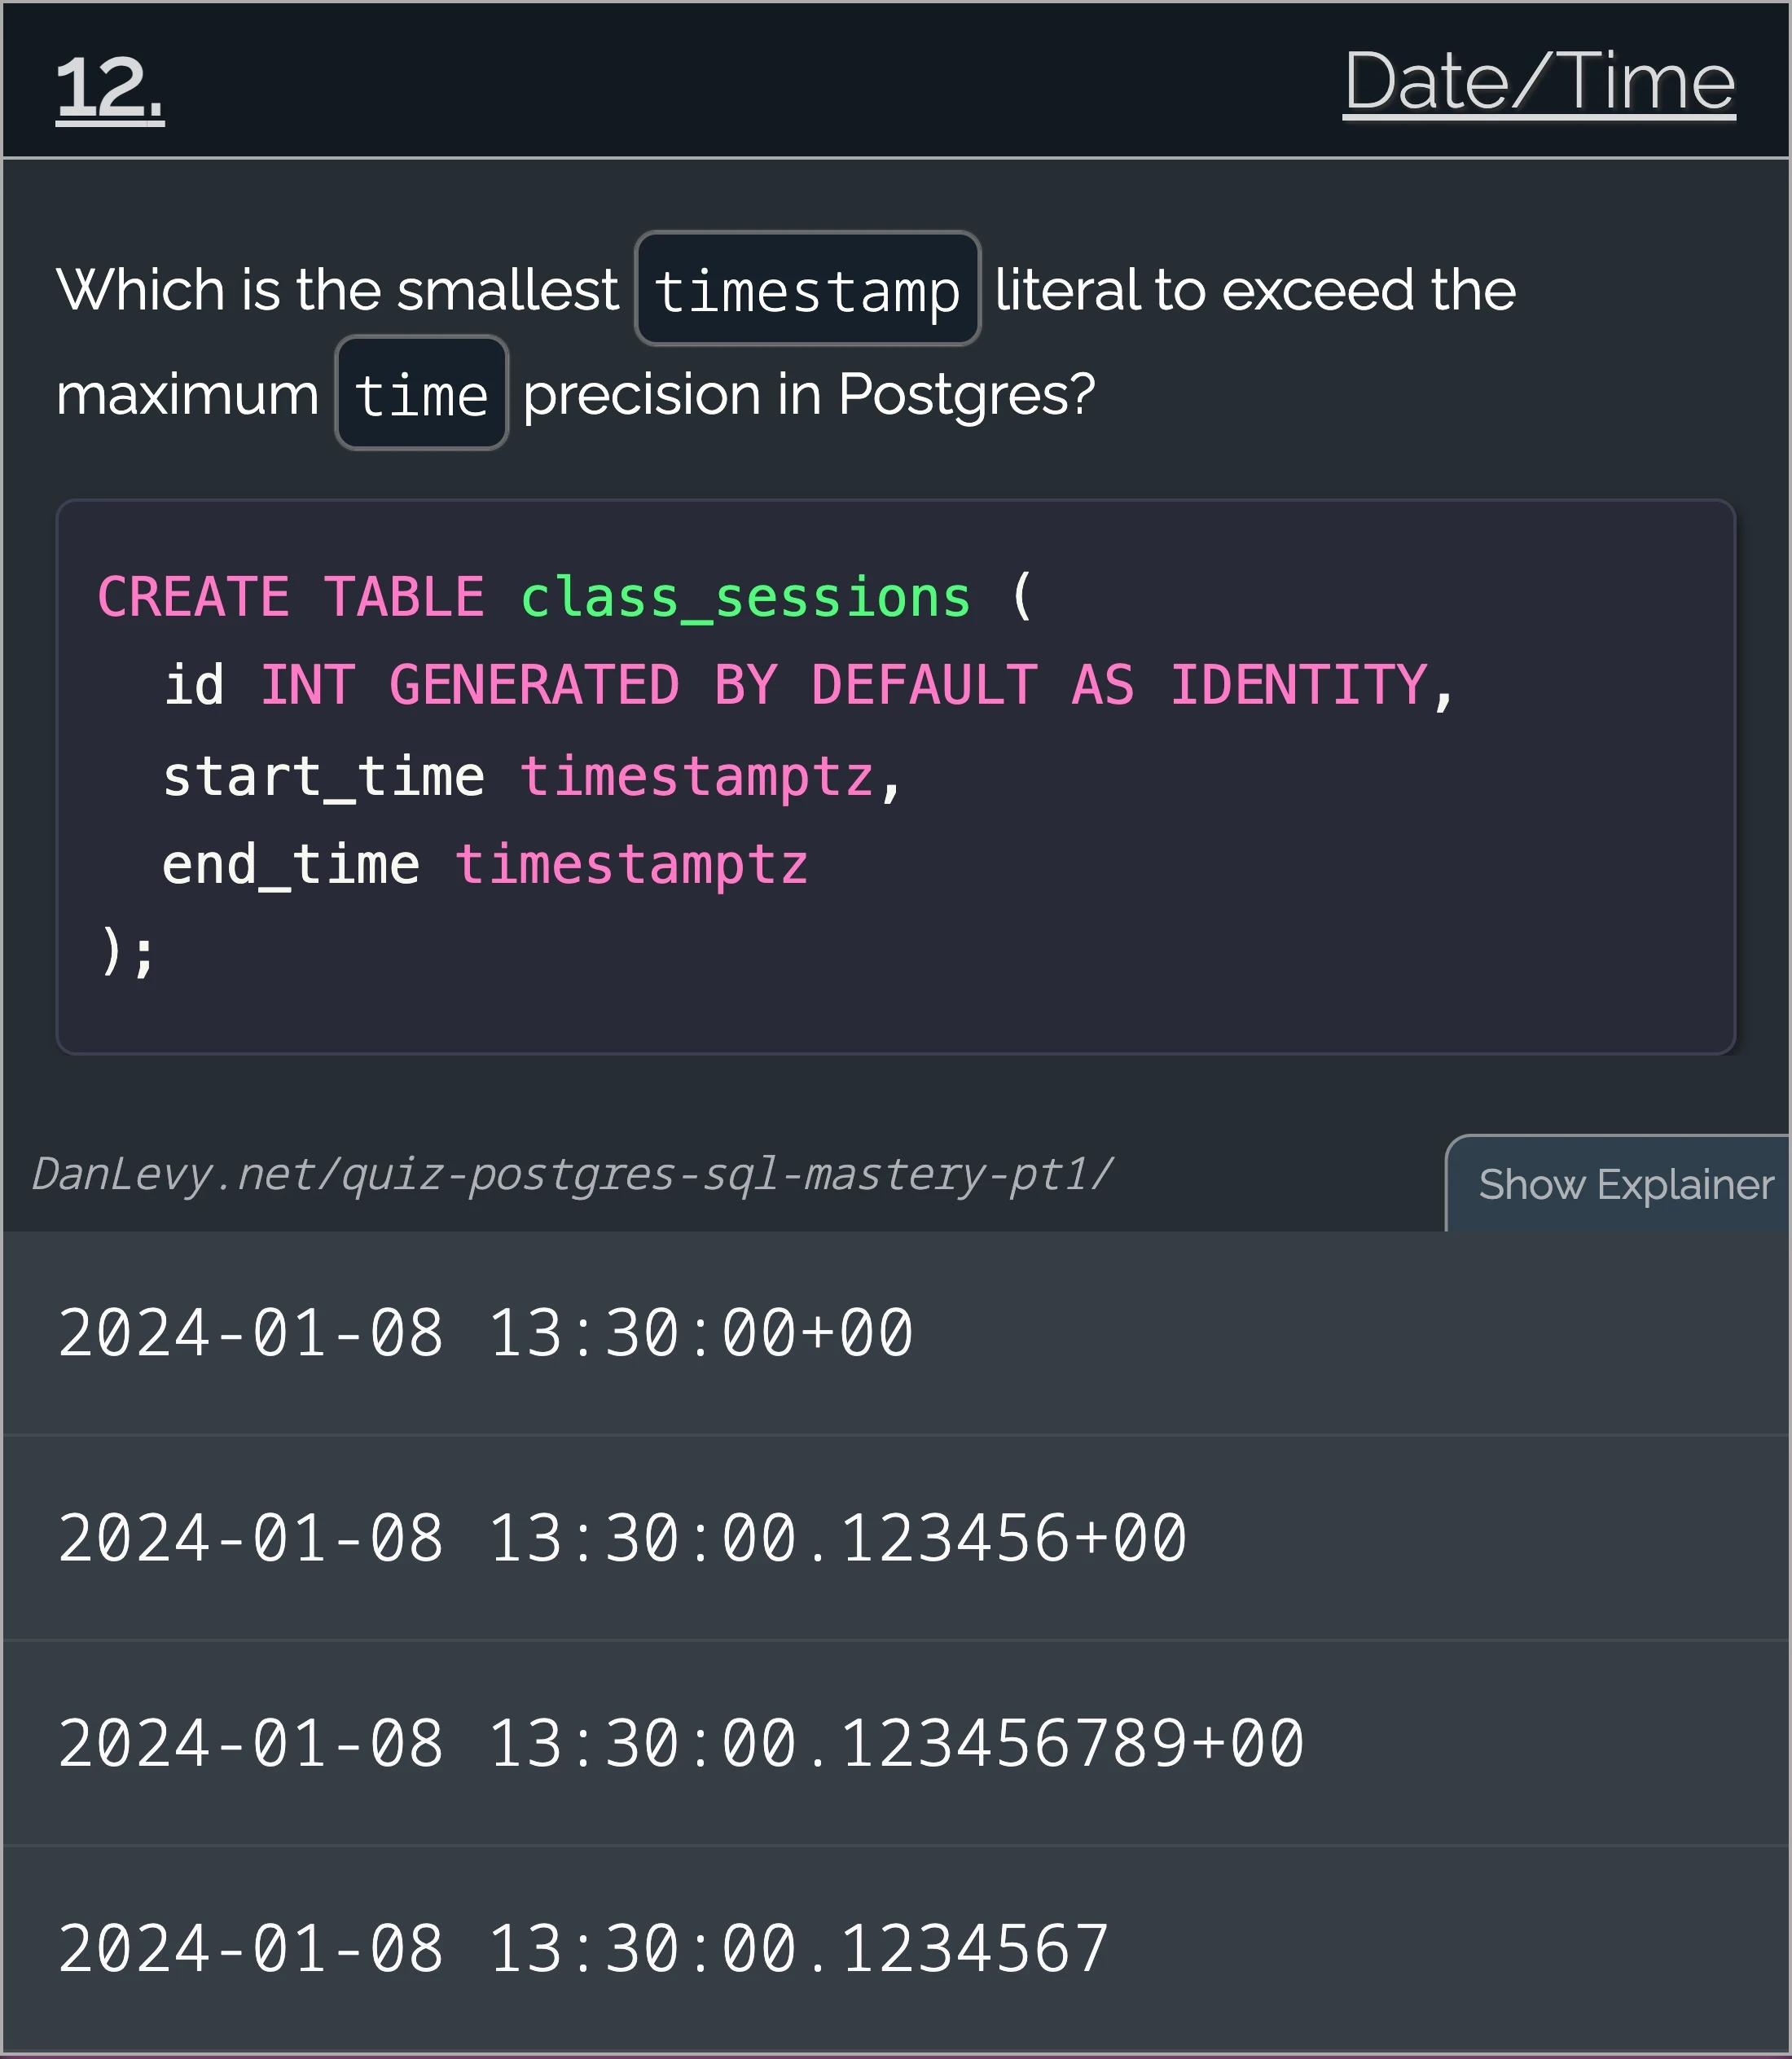 12.
Date/Time
Which is the smallest timestamp literal to exceed the
maximum time precision in Postgres?
CREATE TABLE class_sessions (
  id INT GENERATED BY DEFAULT AS IDENTITY,
  start_time timestamptz,
  end_time timestamptz
);
DanLevy.net/quiz-postgres-sql-mastery-pt1/
Show Explainer
2024-01-08 13:30:00+00
2024-01-08 13:30:00.123456+00
2024-01-08 13:30:00.123456789+00
2024-01-08 13:30:00.1234567